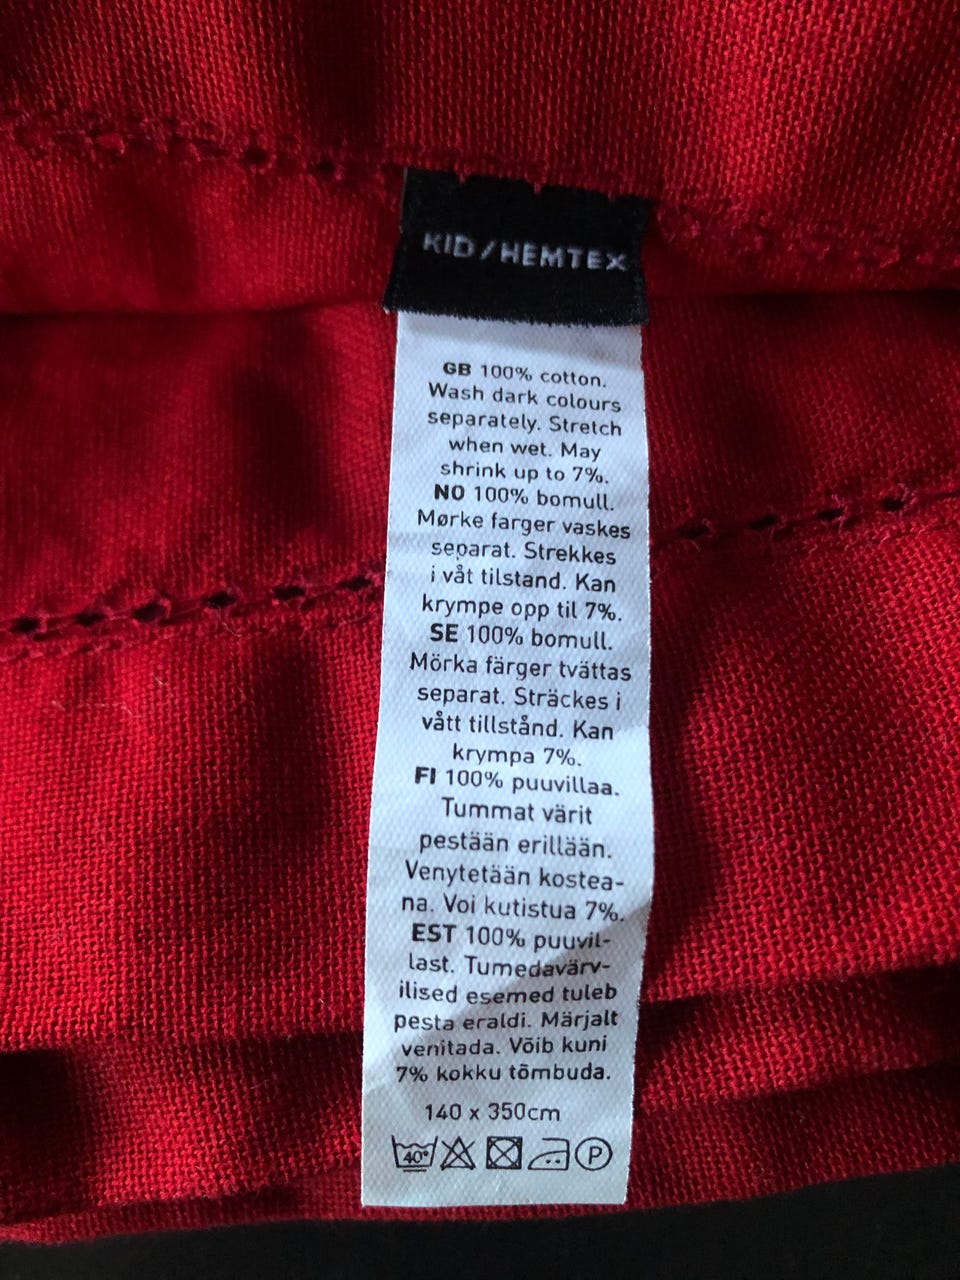 KID/HEMTEX
GB 100% cotton.
Wash dark colours
separately. Stretch
when wet. May
shrink up to 7%.
NO 100% bomull.
Mørke farger vaskes
separat. Strekkes
i våt tilstand. Kan
krympe opp til 7%.
SE 100% bomull.
Mörka färger tvättas
separat. Sträckes i
vått tillstånd. Kan
krympa 7%.
FI 100% puuvillaa.
Tummat värit
pestään erillään.
Venytetään kostea-
na. Voi kutistua 7%.
EST 100% puuvil-
last. Tumedavärv-
ilised esemed tuleb
pesta eraldi. Märjalt
venitada. Võib kuni
7% kokku tõmbuda.
140 x 350cm
40° P